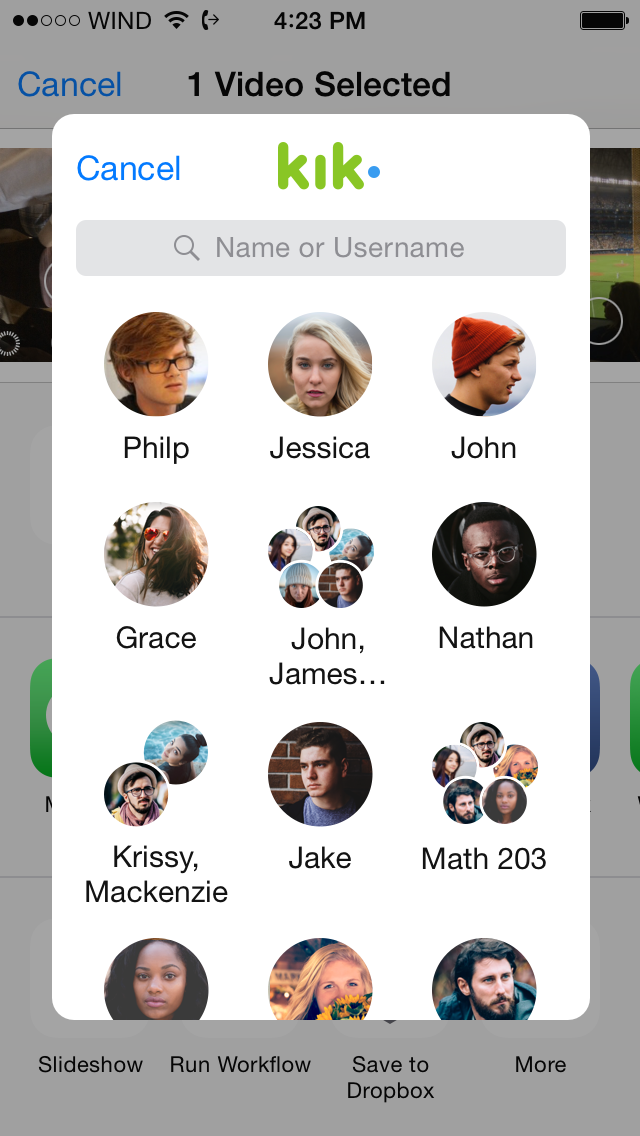 WIND 4:23 PM
Cancel 1 Video Selected
Cancel kik
Name or Username
Philp Jessica John
Grace John, Nathan
James...
Krissy, Jake Math 203
Mackenzie
Slideshow Run Workflow Save to More
Dropbox